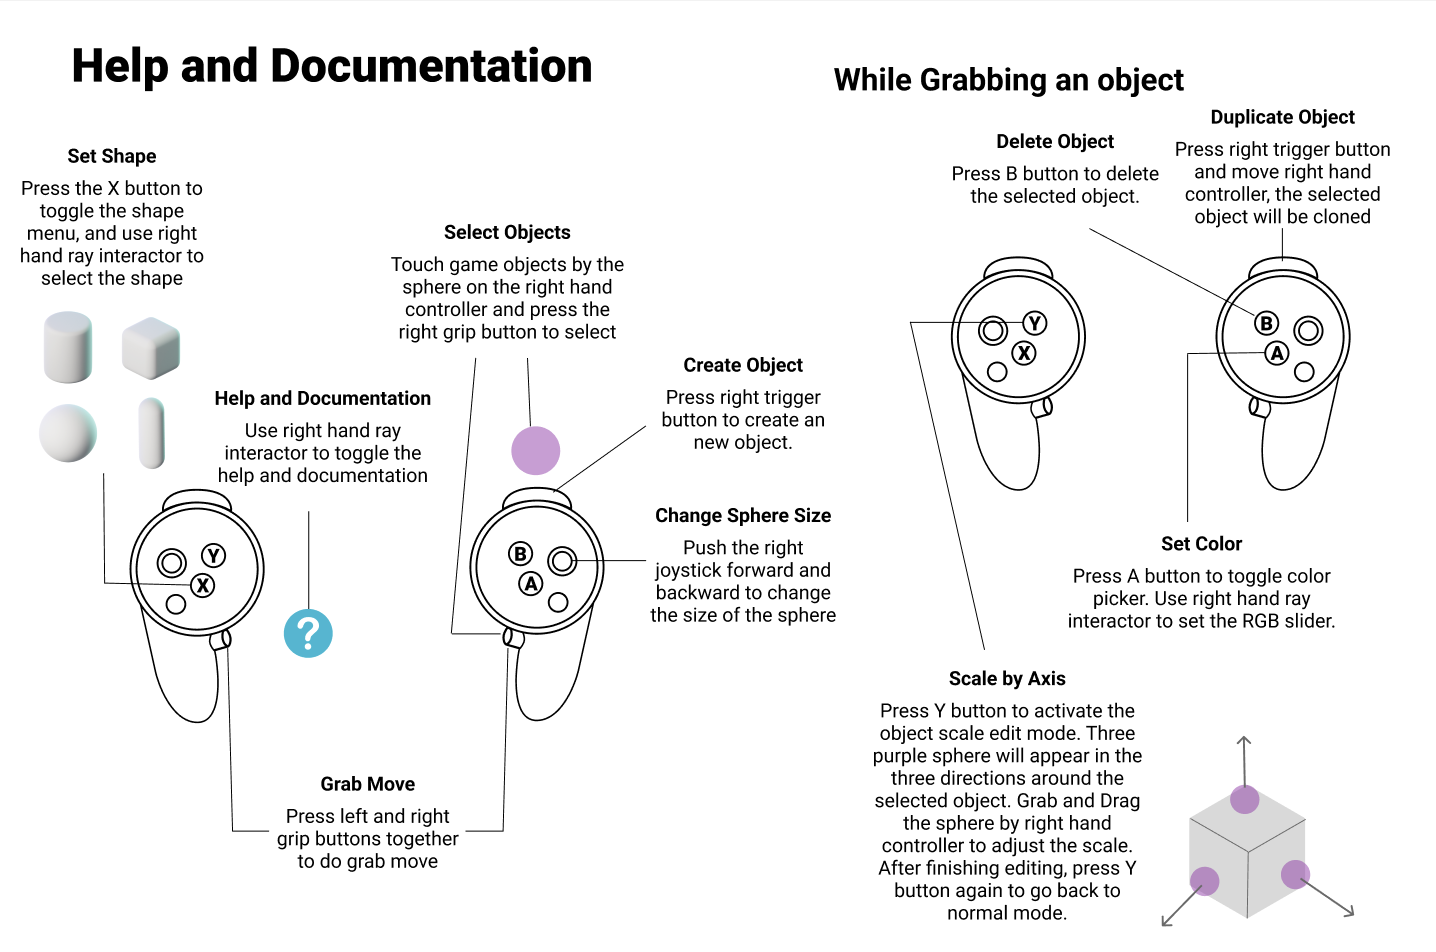 Help and Documentation
Set Shape
Press the X button to
toggle the shape
menu, and use right
hand ray interactor to
select the shape
Help and Documentation
Use right hand ray
interactor to toggle the
help and documentation
Y
X
?
Select Objects
Touch game objects by the
sphere on the right hand
controller and press the
right grip button to select
Create Object
Press right trigger
button to create an
new object.
B
A
Change Sphere Size
Push the right
joystick forward and
backward to change
the size of the sphere
Grab Move
Press left and right
grip buttons together
to do grab move
While Grabbing an object
Delete Object
Press B button to delete
the selected object.
Duplicate Object
Press right trigger button
and move right hand
controller, the selected
object will be cloned
Y
X
B
A
Set Color
Press A button to toggle color
picker. Use right hand ray
interactor to set the RGB slider.
Scale by Axis
Press Y button to activate the
object scale edit mode. Three
purple sphere will appear in the
three directions around the
selected object. Grab and Drag
the sphere by right hand
controller to adjust the scale.
After finishing editing, press Y
button again to go back to
normal mode.